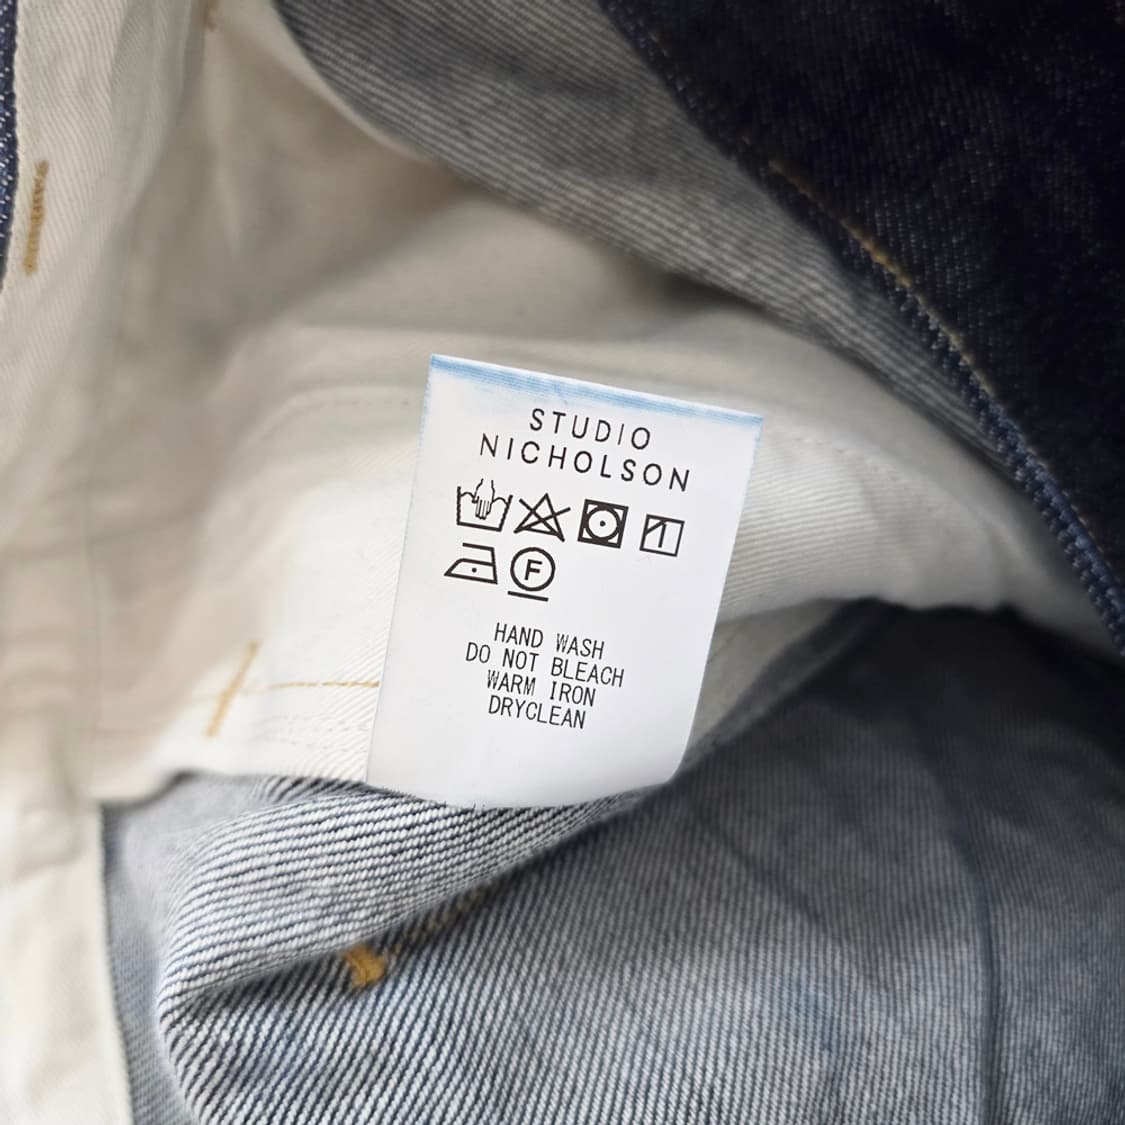 STUDIO
NICHOLSON
F
HAND WASH
DO NOT BLEACH
WARM IRON
DRYCLEAN